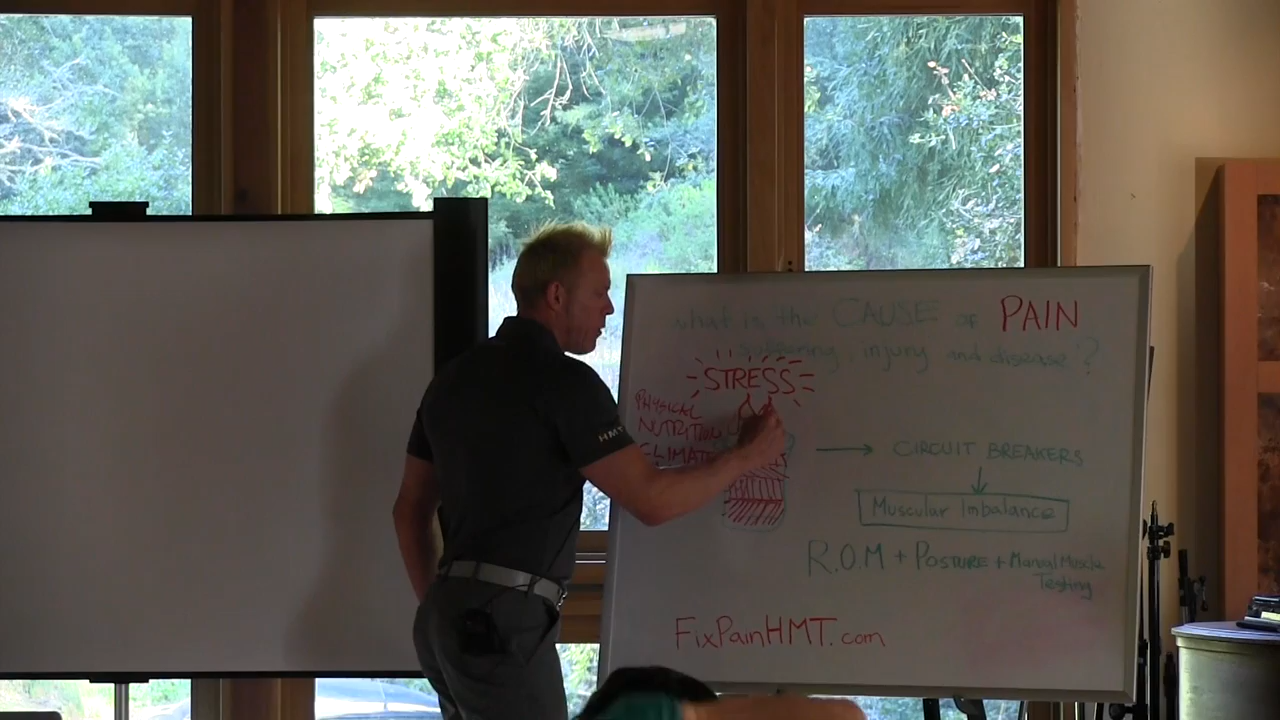 what is the CAUSE of PAIN
suffering, injury and disease?
STRESS
PHYSICAL
NUTRITION
CLIMATE
HMT
CIRCUIT BREAKERS
Muscular Imbalance
R.O.M + POSTURE + Manual Muscle
Testing
FixPainHMT.com